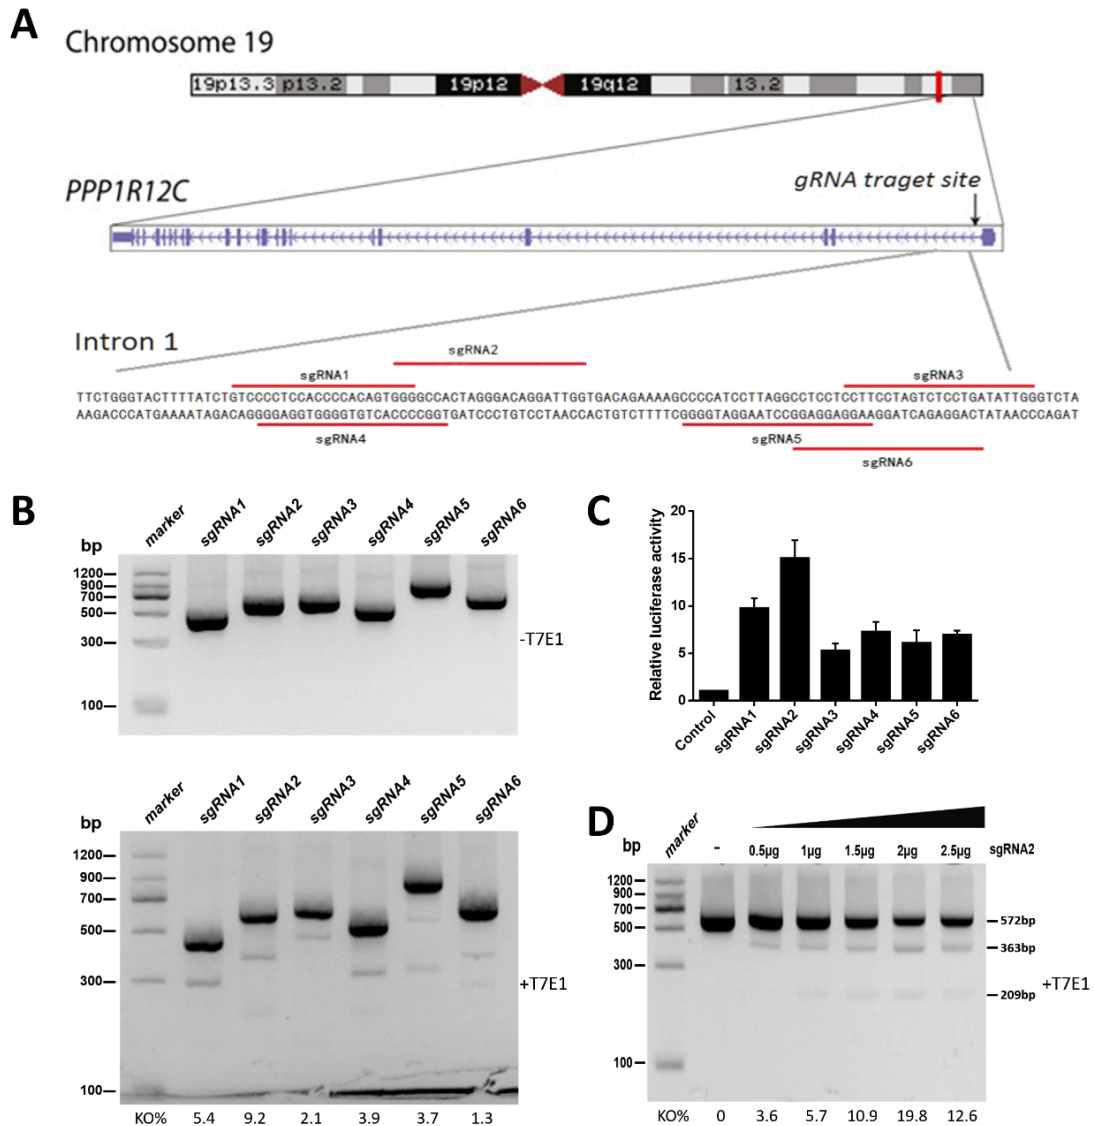 A
Chromosome 19
19p13.3 p13.2 19p12 19q12 13.2
PPP1R12C
gRNA traget site
Intron 1
sgRNA2
sgRNA1 sgRNA3
TTCTGGGTACTTTTATCTGTCCCCTCCACCCCACAGTGGGGCCACTAGGGACAGGATTGGTGACAGAAAAGCCCCATCCTTAGGCCTCCTCCTTCCTAGTCTCCTGATATTGGGTCTA
AAGACCCATGAAAATAGACAGGGGAGGTGGGGTGTCACCCCGGTGATCCCTGTCCTAACCACTGTCTTTTCGGGGTAGGAATCCGGAGGAGGAAGGATCAGAGGACTATAACCCAGAT
sgRNA4 sgRNA5
sgRNA6
B
bp marker sgRNA1 sgRNA2 sgRNA3 sgRNA4 sgRNA5 sgRNA6
1200
900
700
500
300
100
-T7E1
bp marker sgRNA1 sgRNA2 sgRNA3 sgRNA4 sgRNA5 sgRNA6
1200
900
700
500
300
100
+T7E1
KO% 5.4 9.2 2.1 3.9 3.7 1.3
C
Relative luciferase activity
20
15
10
5
0
Control sgRNA1 sgRNA2 sgRNA3 sgRNA4 sgRNA5 sgRNA6
D
bp marker - 0.5µg 1µg 1.5µg 2µg 2.5µg sgRNA2
1200
900
700
500
300
100
572bp
363bp
209bp
+T7E1
KO% 0 3.6 5.7 10.9 19.8 12.6